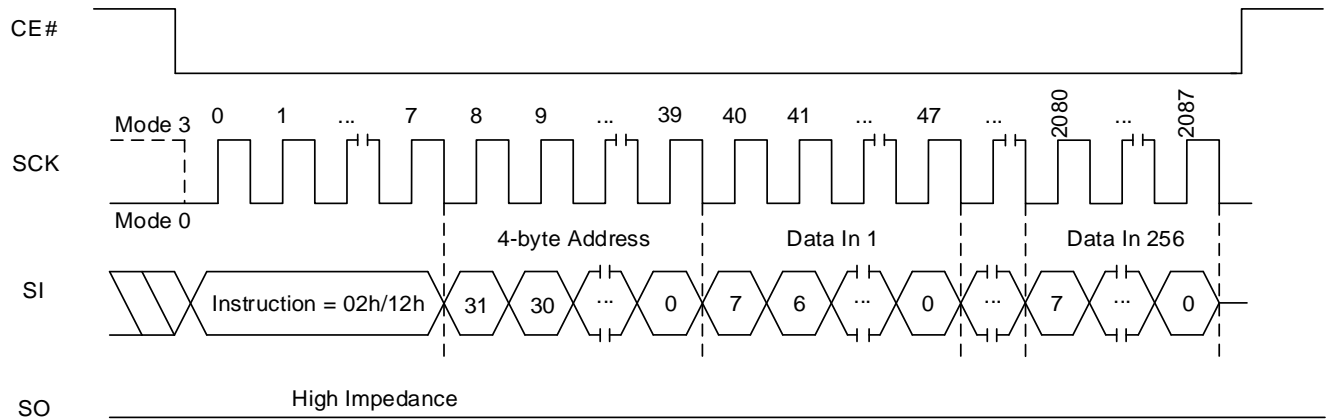 CE#
0 1 ... 7 8 9 ... 39 40 41 ... 47 ... 2080 ... 2087
Mode 3
SCK
Mode 0
4-byte Address Data In 1 Data In 256
SI Instruction = 02h/12h 31 30 ... 0 7 6 ... 0 ... 7 ... 0
High Impedance
SO